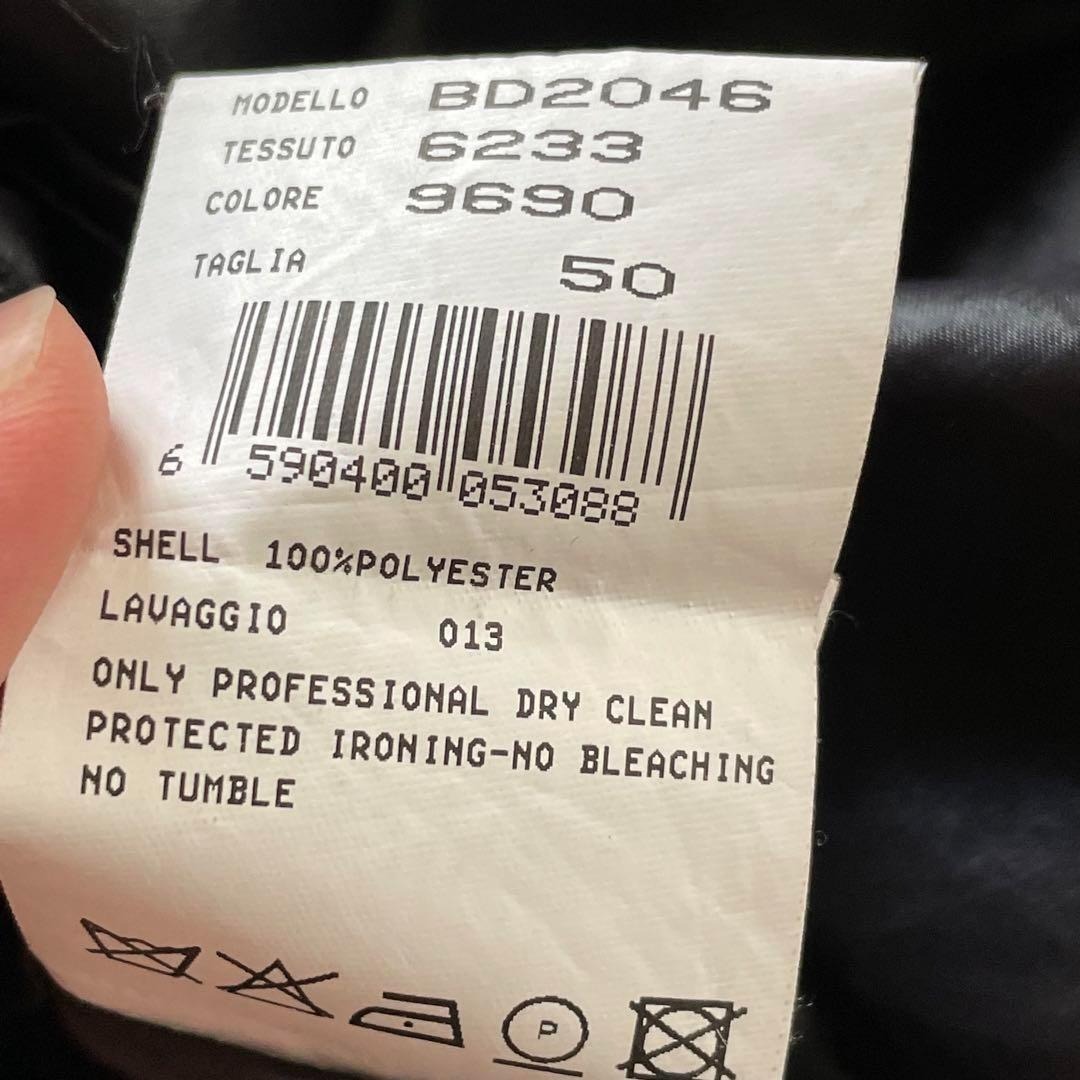 MODELLO BD2046
TESSUTO 6233
COLORE 9690
TAGLIA 50
6 590400 053088
SHELL 100%POLYESTER
LAVAGGIO 013
ONLY PROFESSIONAL DRY CLEAN
PROTECTED IRONING-NO BLEACHING
NO TUMBLE
P